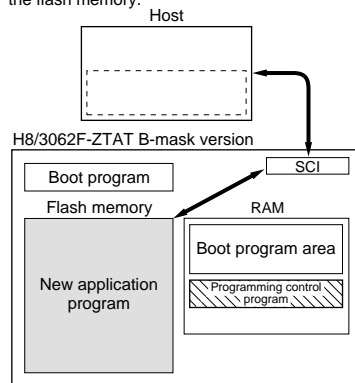 the flash memory.
Host
H8/3062F-ZTAT B-mask version
SCI
Boot program
Flash memory
RAM
Boot program area
New application
program
Programming control
program